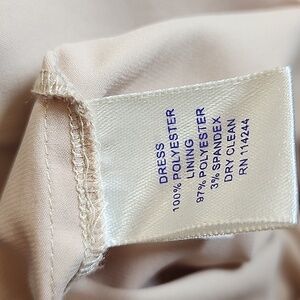 DRESS
100% POLYESTER
LINING
97% POLYESTER
3% SPANDEX
DRY CLEAN
RN 114244